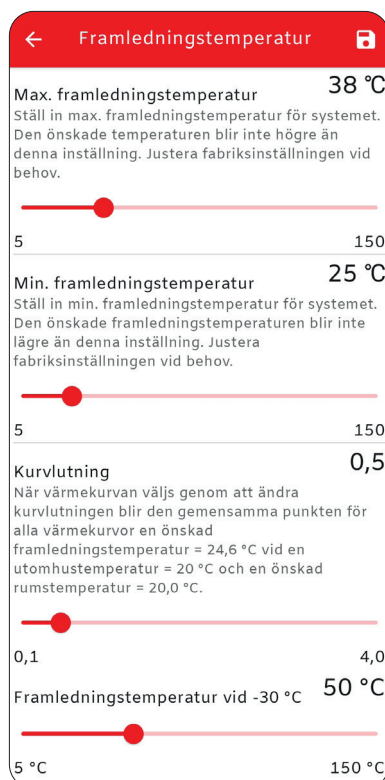 Framledningstemperatur
Max. framledningstemperatur 38 °C
Ställ in max. framledningstemperatur för systemet.
Den önskade temperaturen blir inte högre än
denna inställning. Justera fabriksinställningen vid
behov.
5 150
Min. framledningstemperatur 25 °C
Ställ in min. framledningstemperatur för systemet.
Den önskade framledningstemperaturen blir inte
lägre än denna inställning. Justera
fabriksinställningen vid behov.
5 150
Kurvlutning 0,5
När värmekurvan väljs genom att ändra
kurvlutningen blir den gemensamma punkten för
alla värmekurvor en önskad
framledningstemperatur = 24,6 °C vid en
utomhustemperatur = 20 °C och en önskad
rumstemperatur = 20,0 °C.
0,1 4,0
Framledningstemperatur vid -30 °C 50 °C
5 °C 150 °C